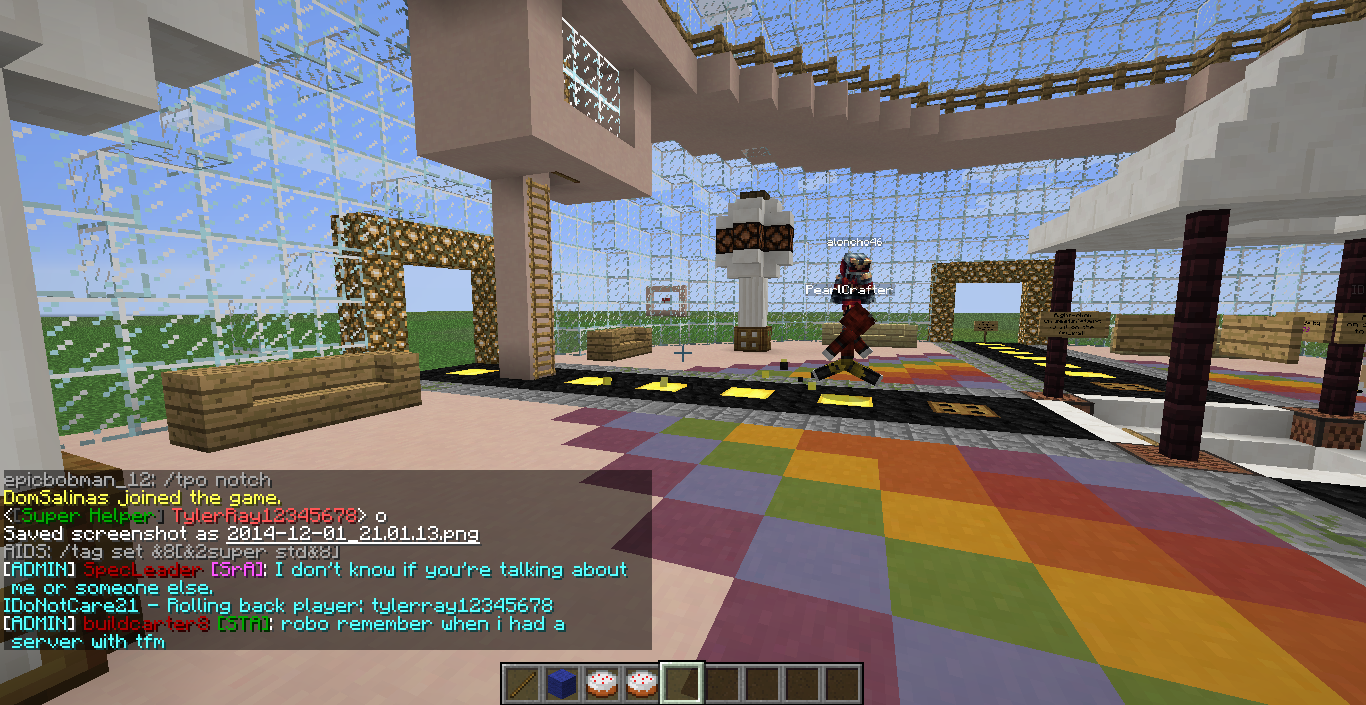 aloncho46
PearlCrafter
epicbobman_12: /tpo notch
DomSalinas joined the game.
<[Super Helper] TylerRay12345678> o
Saved screenshot as 2014-12-01_21.01.13.png
AIDS: /tag set &8[&2super std&8]
[ADMIN] SpecLeader [SrA]: I don't know if you're talking about
me or someone else.
IDoNotCare21 - Rolling back player: tylerray12345678
[ADMIN] buildcarter8 [STA]: robo remember when i had a
server with tfm